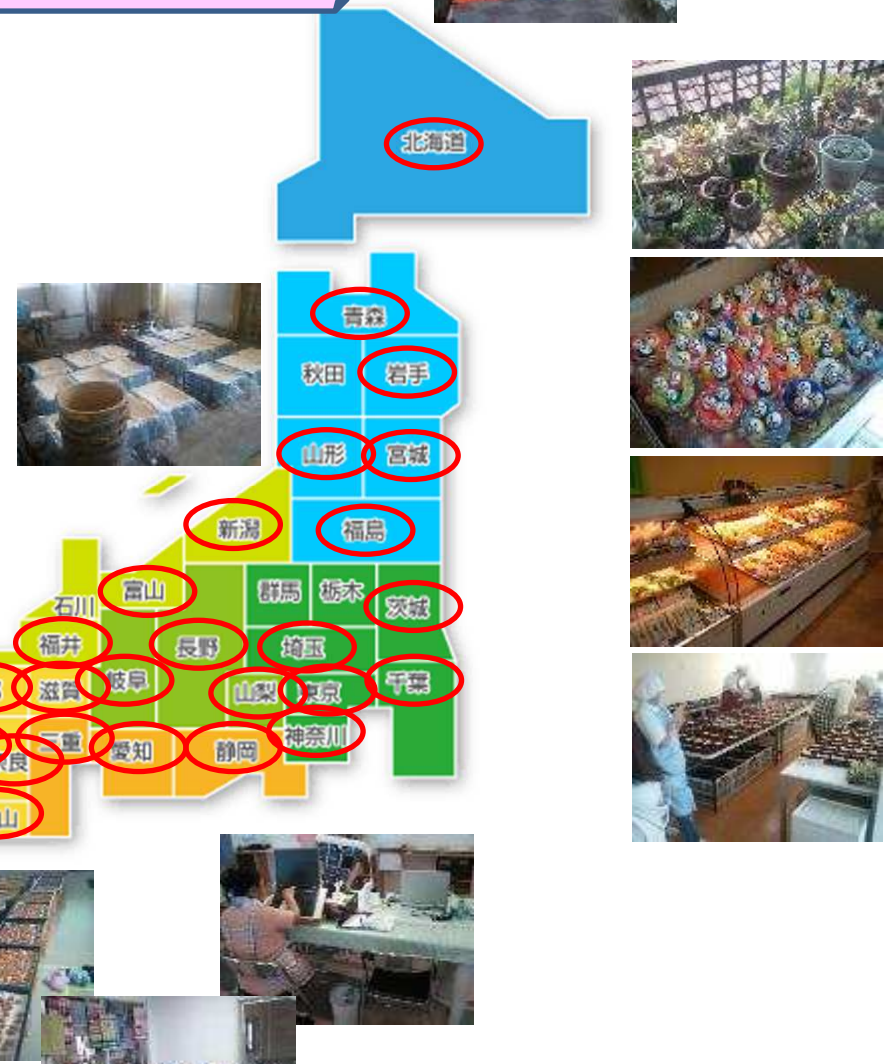 北海道
青森
秋田
岩手
山形
宮城
新潟
福島
富山
石川
群馬
栃木
茨城
福井
長野
埼玉
滋賀
岐阜
山梨
東京
千葉
三重
愛知
静岡
神奈川
良
山